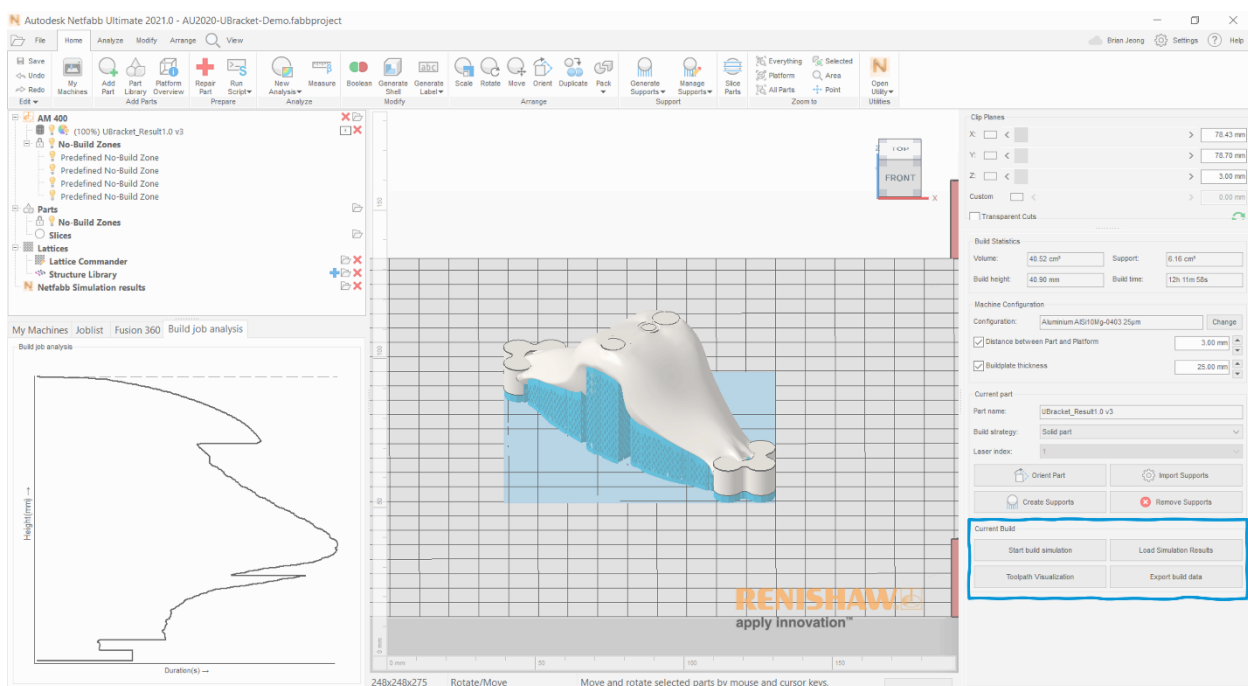 Autodesk Netfabb Ultimate 2021.0 - AU2020-UBracket-Demo.fabbproject
File Home Analyze Modify Arrange View
Brian Jeong Settings Help
Save
Undo
Redo
Edit
My Machines
Add Part
Part Library
Platform Overview
Add Parts
Repair Part
Run Script
Prepare
New Analysis
Measure
Analyze
Boolean
Generate Shell
Generate Label
Modify
Scale
Rotate
Move
Orient
Duplicate
Pack
Arrange
Generate Supports
Manage Supports
Support
Slice Parts
Everything
Platform
All Parts
Selected
Area
Point
Zoom to
Open Utility
Utilities
AM 400
(100%) UBracket_Result1.0 v3
No-Build Zones
Predefined No-Build Zone
Predefined No-Build Zone
Predefined No-Build Zone
Predefined No-Build Zone
Parts
No-Build Zones
Slices
Lattices
Lattice Commander
Structure Library
Netfabb Simulation results
My Machines Joblist Fusion 360 Build job analysis
Build job analysis
Height(mm) →
Duration(s) →
Z
TOP
FRONT
X
150
100
50
0 mm
0 mm 50 100 150
RENISHAW
apply innovation™
248x248x275 Rotate/Move Move and rotate selected parts by mouse and cursor keys.
Clip Planes
X: 78.43 mm
Y: 78.70 mm
Z: 3.00 mm
Custom 0.00 mm
Transparent Cuts
Build Statistics
Volume: 40.52 cm³ Support: 6.16 cm³
Build height: 40.90 mm Build time: 12h 11m 58s
Machine Configuration
Configuration: Aluminium AlSi10Mg-0403 25µm Change
Distance between Part and Platform 3.00 mm
Buildplate thickness 25.00 mm
Current part
Part name: UBracket_Result1.0 v3
Build strategy: Solid part
Laser index: 1
Orient Part Import Supports
Create Supports Remove Supports
Current Build
Start build simulation Load Simulation Results
Toolpath Visualization Export build data